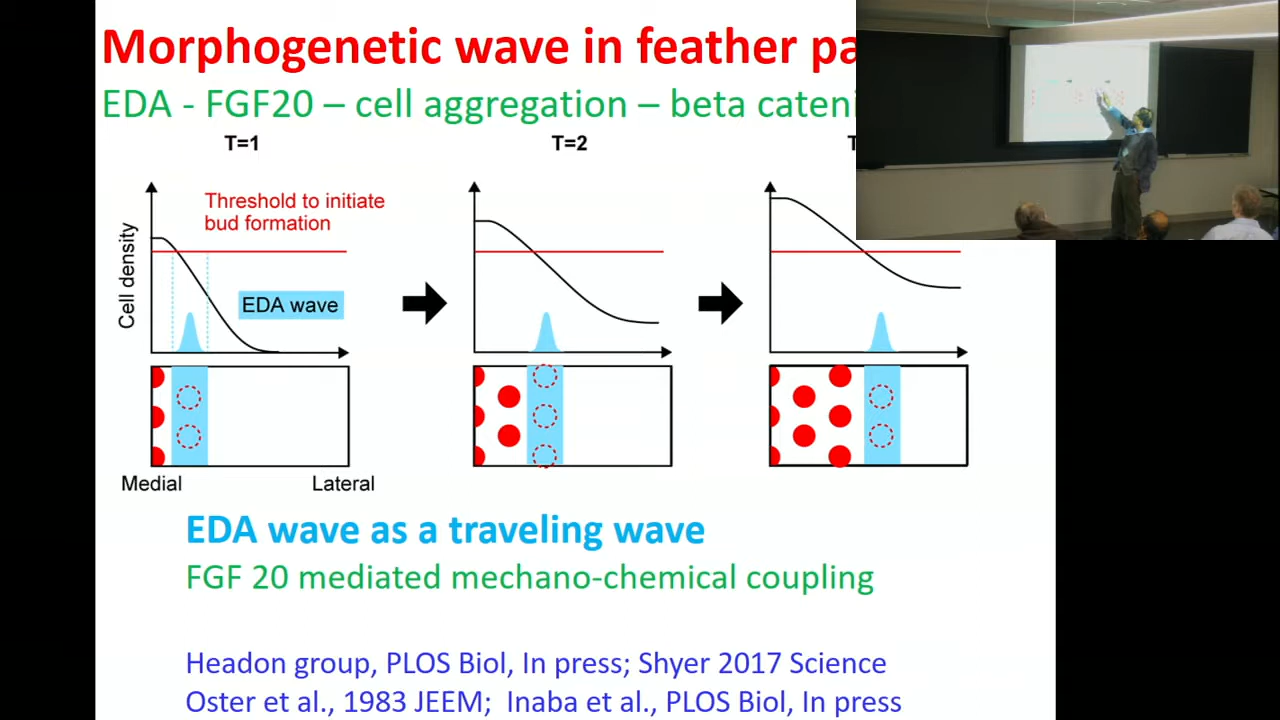 Morphogenetic wave in feather pa
EDA - FGF20 – cell aggregation – beta cateni
T=1
T=2
T
Threshold to initiate
bud formation
Cell density
EDA wave
Medial
Lateral
EDA wave as a traveling wave
FGF 20 mediated mechano-chemical coupling
Headon group, PLOS Biol, In press; Shyer 2017 Science
Oster et al., 1983 JEEM; Inaba et al., PLOS Biol, In press